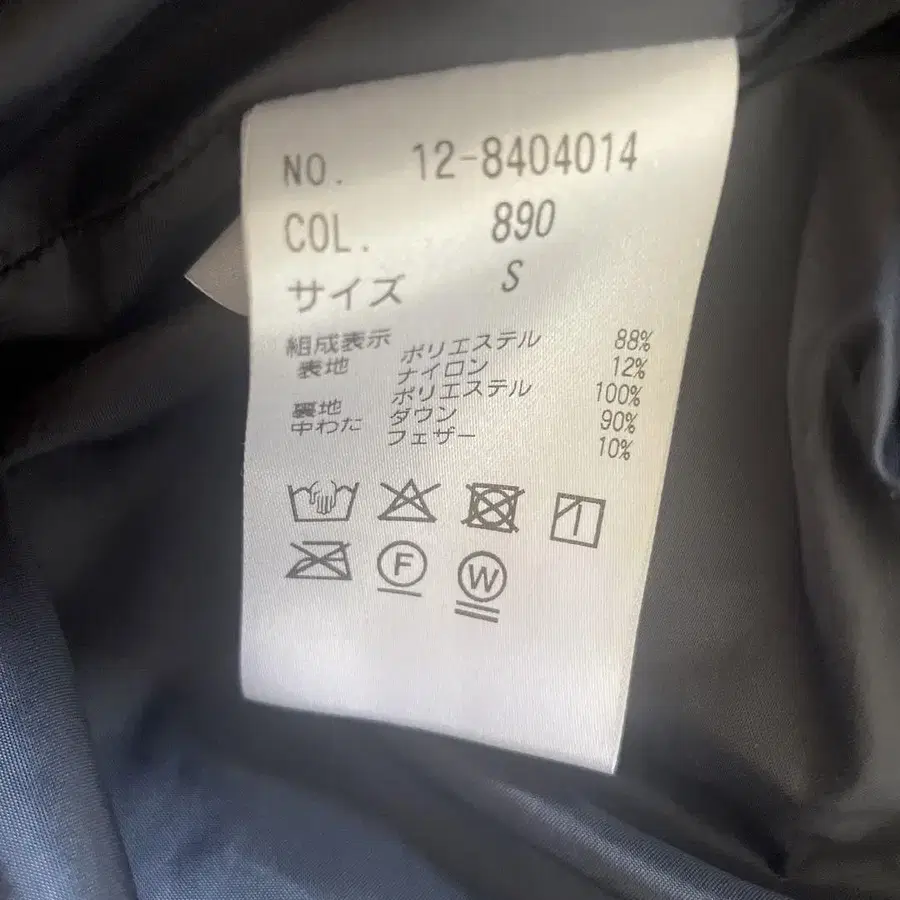 NO. 12-8404014
COL. 890
サイズ S
組成表示
表地 ポリエステル 88%
ナイロン 12%
裏地 ポリエステル 100%
中わた ダウン 90%
フェザー 10%
F W